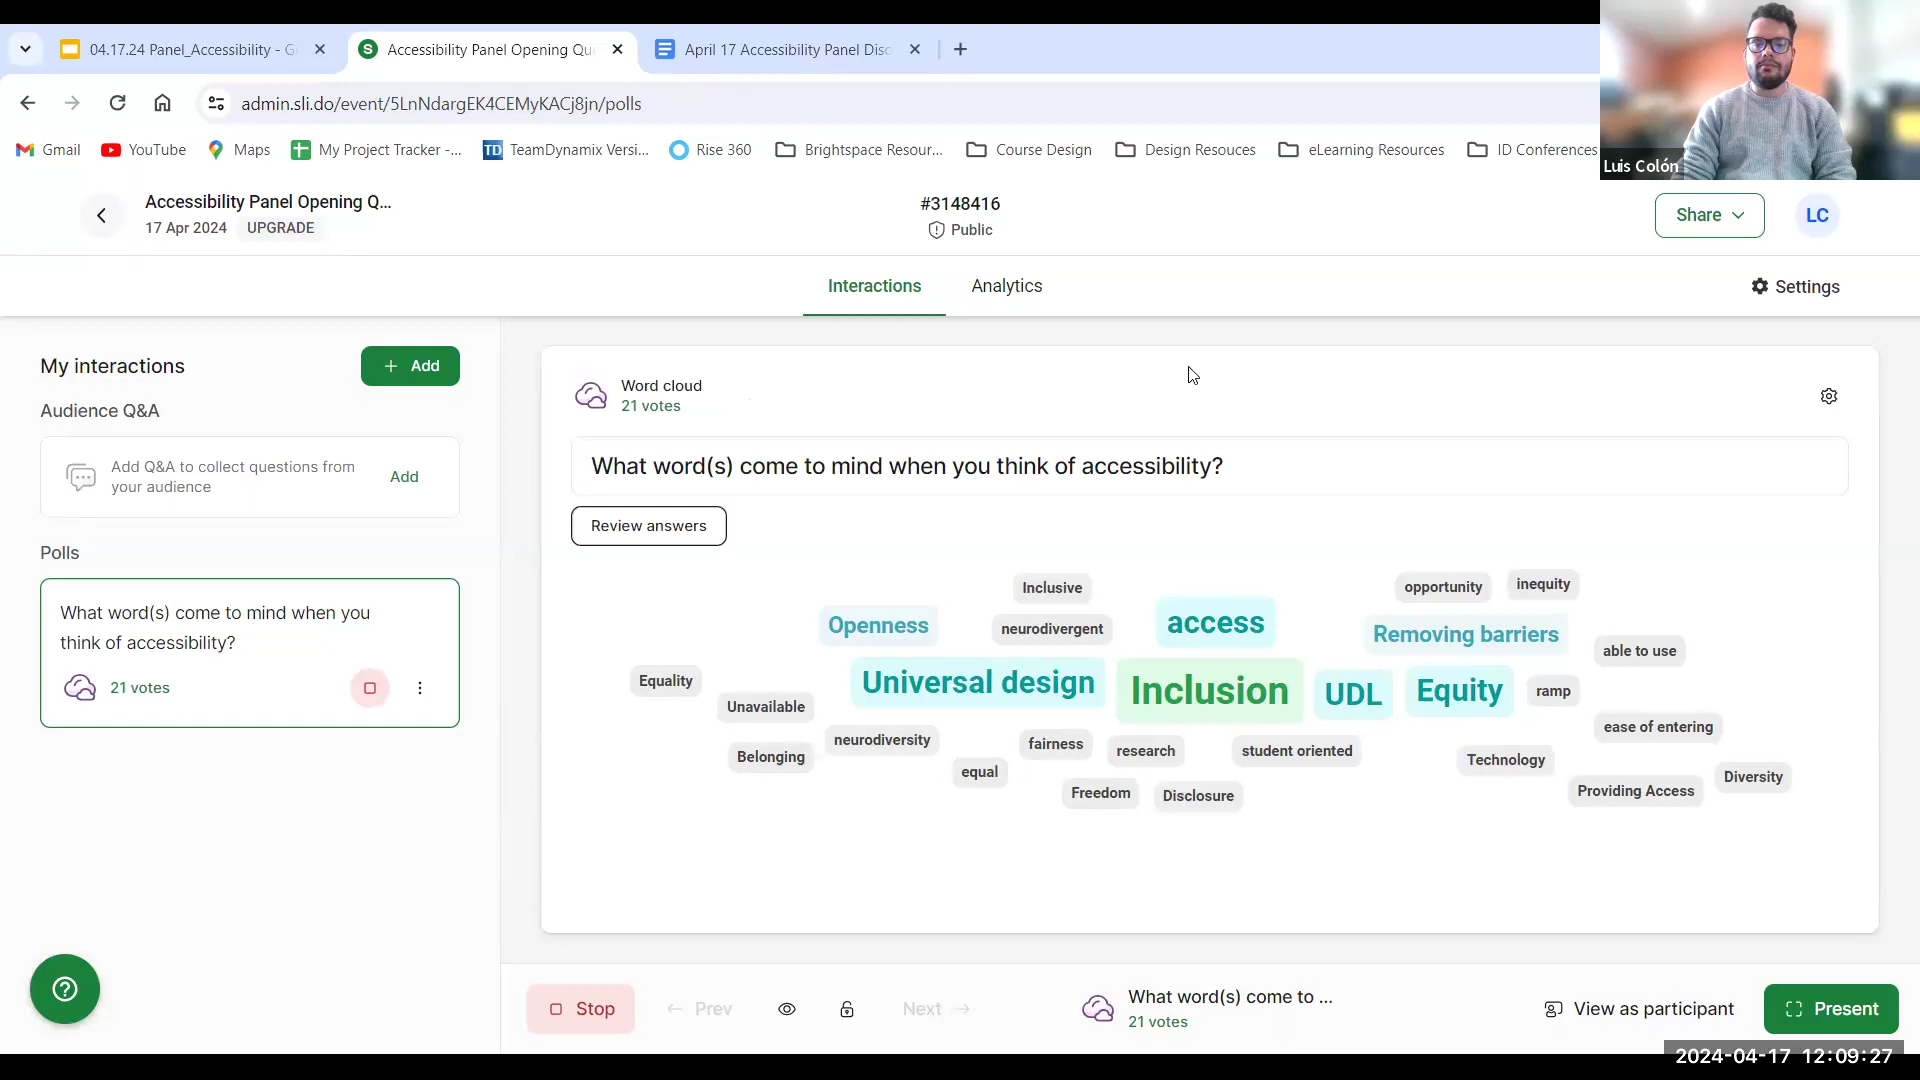 04.17.24 Panel_Accessibility - G
Accessibility Panel Opening Qu
April 17 Accessibility Panel Disc
admin.sli.do/event/5LnNdargEK4CEMyKACj8jn/polls
Gmail
YouTube
Maps
My Project Tracker -...
TD TeamDynamix Versi...
Rise 360
Brightspace Resour...
Course Design
Design Resouces
eLearning Resources
ID Conferences
Luis Colón
Accessibility Panel Opening Q...
17 Apr 2024 UPGRADE
#3148416
Public
Share
LC
Interactions
Analytics
Settings
My interactions
+ Add
Audience Q&A
Add Q&A to collect questions from
your audience
Add
Polls
What word(s) come to mind when you
think of accessibility?
21 votes
Word cloud
21 votes
What word(s) come to mind when you think of accessibility?
Review answers
Inclusive
opportunity
inequity
Openness
neurodivergent
access
Removing barriers
able to use
Equality
Universal design
Inclusion
UDL
Equity
ramp
Unavailable
ease of entering
Belonging
neurodiversity
fairness
research
student oriented
Technology
equal
Diversity
Freedom
Disclosure
Providing Access
Stop
← Prev
Next →
What word(s) come to ...
21 votes
View as participant
Present
2024-04-17 12:09:27